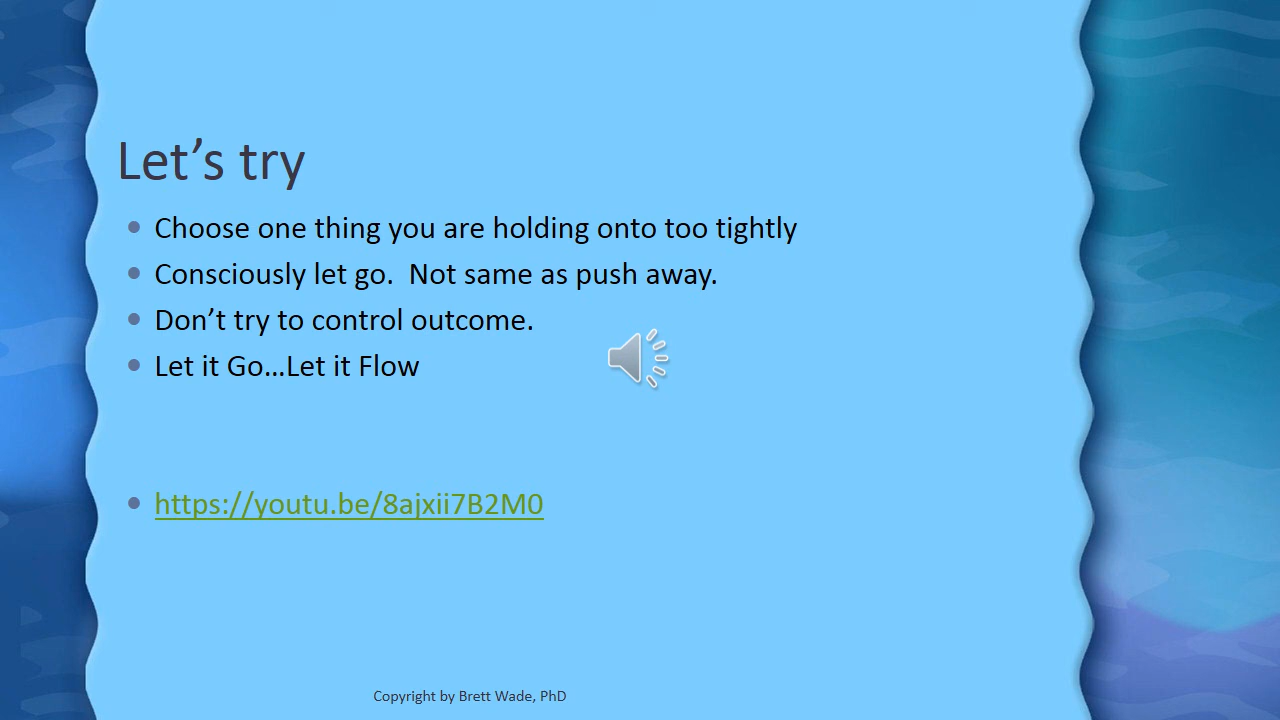 Let’s try
Choose one thing you are holding onto too tightly
Consciously let go.  Not same as push away.
Don’t try to control outcome.
Let it Go…Let it Flow
https://youtu.be/8ajxii7B2M0
Copyright by Brett Wade, PhD